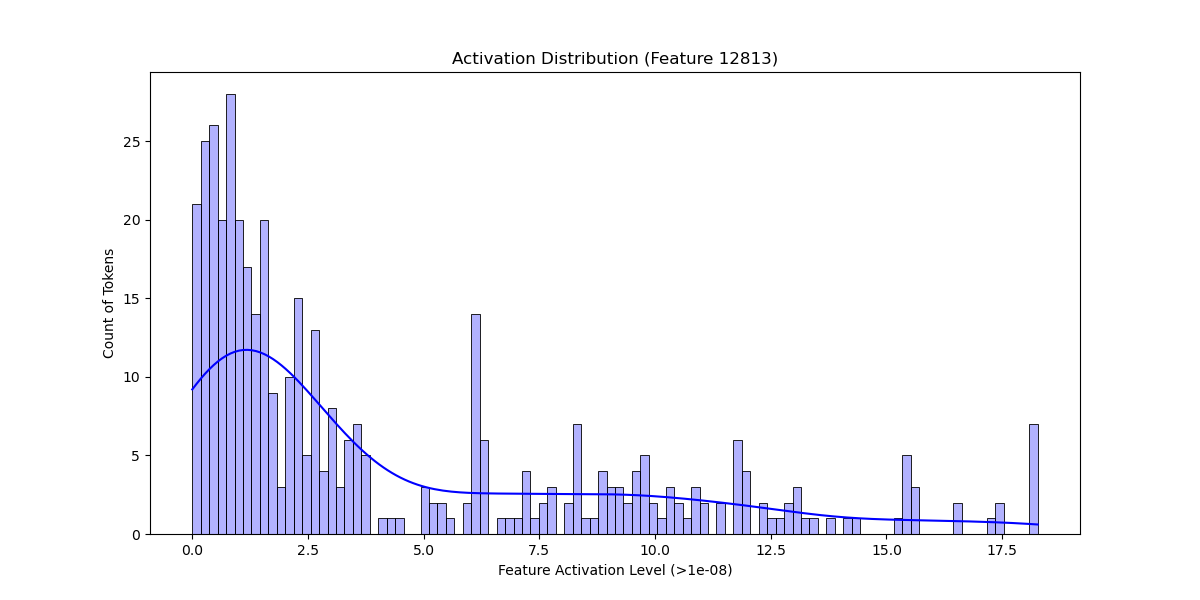 Activation Distribution (Feature 12813)
Count of Tokens
25
20
15
10
5
0
0.0 2.5 5.0 7.5 10.0 12.5 15.0 17.5
Feature Activation Level (>1e-08)